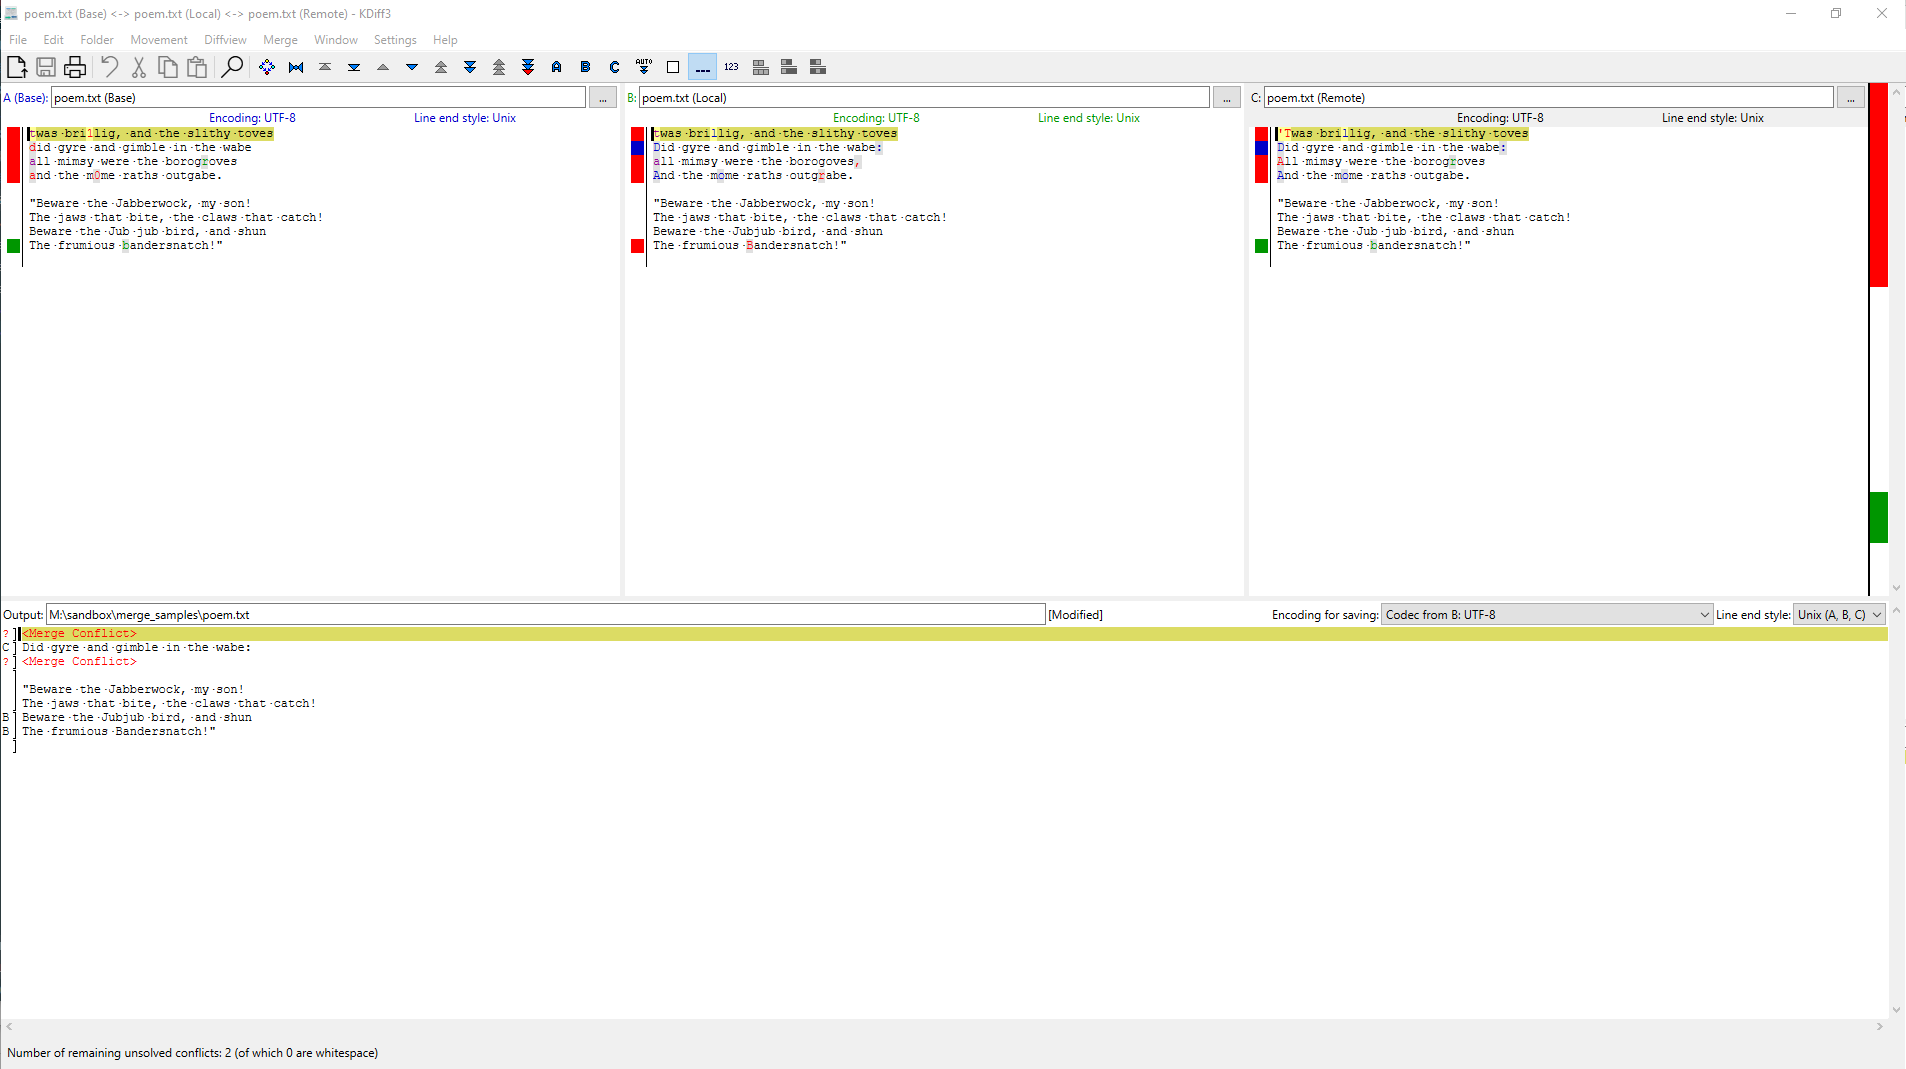 poem.txt (Base) <-> poem.txt (Local) <-> poem.txt (Remote) - KDiff3
File Edit Folder Movement Diffview Merge Window Settings Help
A B C AUTO 123
A (Base): poem.txt (Base) ...
Encoding: UTF-8 Line end style: Unix
twas·bri1lig,·and·the·slithy·toves
did·gyre·and·gimble·in·the·wabe
all·mimsy·were·the·borogroves
and·the·m0me·raths·outgabe.
"Beware·the·Jabberwock,·my·son!
The·jaws·that·bite,·the·claws·that·catch!
Beware·the·Jub·jub·bird,·and·shun
The·frumious·bandersnatch!"
B: poem.txt (Local) ...
Encoding: UTF-8 Line end style: Unix
twas·brillig,·and·the·slithy·toves
Did·gyre·and·gimble·in·the·wabe:
all·mimsy·were·the·borogoves,
And·the·mome·raths·outgrabe.
"Beware·the·Jabberwock,·my·son!
The·jaws·that·bite,·the·claws·that·catch!
Beware·the·Jubjub·bird,·and·shun
The·frumious·Bandersnatch!"
C: poem.txt (Remote) ...
Encoding: UTF-8 Line end style: Unix
'Twas·brillig,·and·the·slithy·toves
Did·gyre·and·gimble·in·the·wabe:
All·mimsy·were·the·borogroves
And·the·mome·raths·outgabe.
"Beware·the·Jabberwock,·my·son!
The·jaws·that·bite,·the·claws·that·catch!
Beware·the·Jub·jub·bird,·and·shun
The·frumious·bandersnatch!"
Output: M:\sandbox\merge_samples\poem.txt [Modified] Encoding for saving: Codec from B: UTF-8 Line end style: Unix (A, B, C)
? <Merge Conflict>
C Did·gyre·and·gimble·in·the·wabe:
? <Merge Conflict>
"Beware·the·Jabberwock,·my·son!
The·jaws·that·bite,·the·claws·that·catch!
B Beware·the·Jubjub·bird,·and·shun
B The·frumious·Bandersnatch!"
Number of remaining unsolved conflicts: 2 (of which 0 are whitespace)